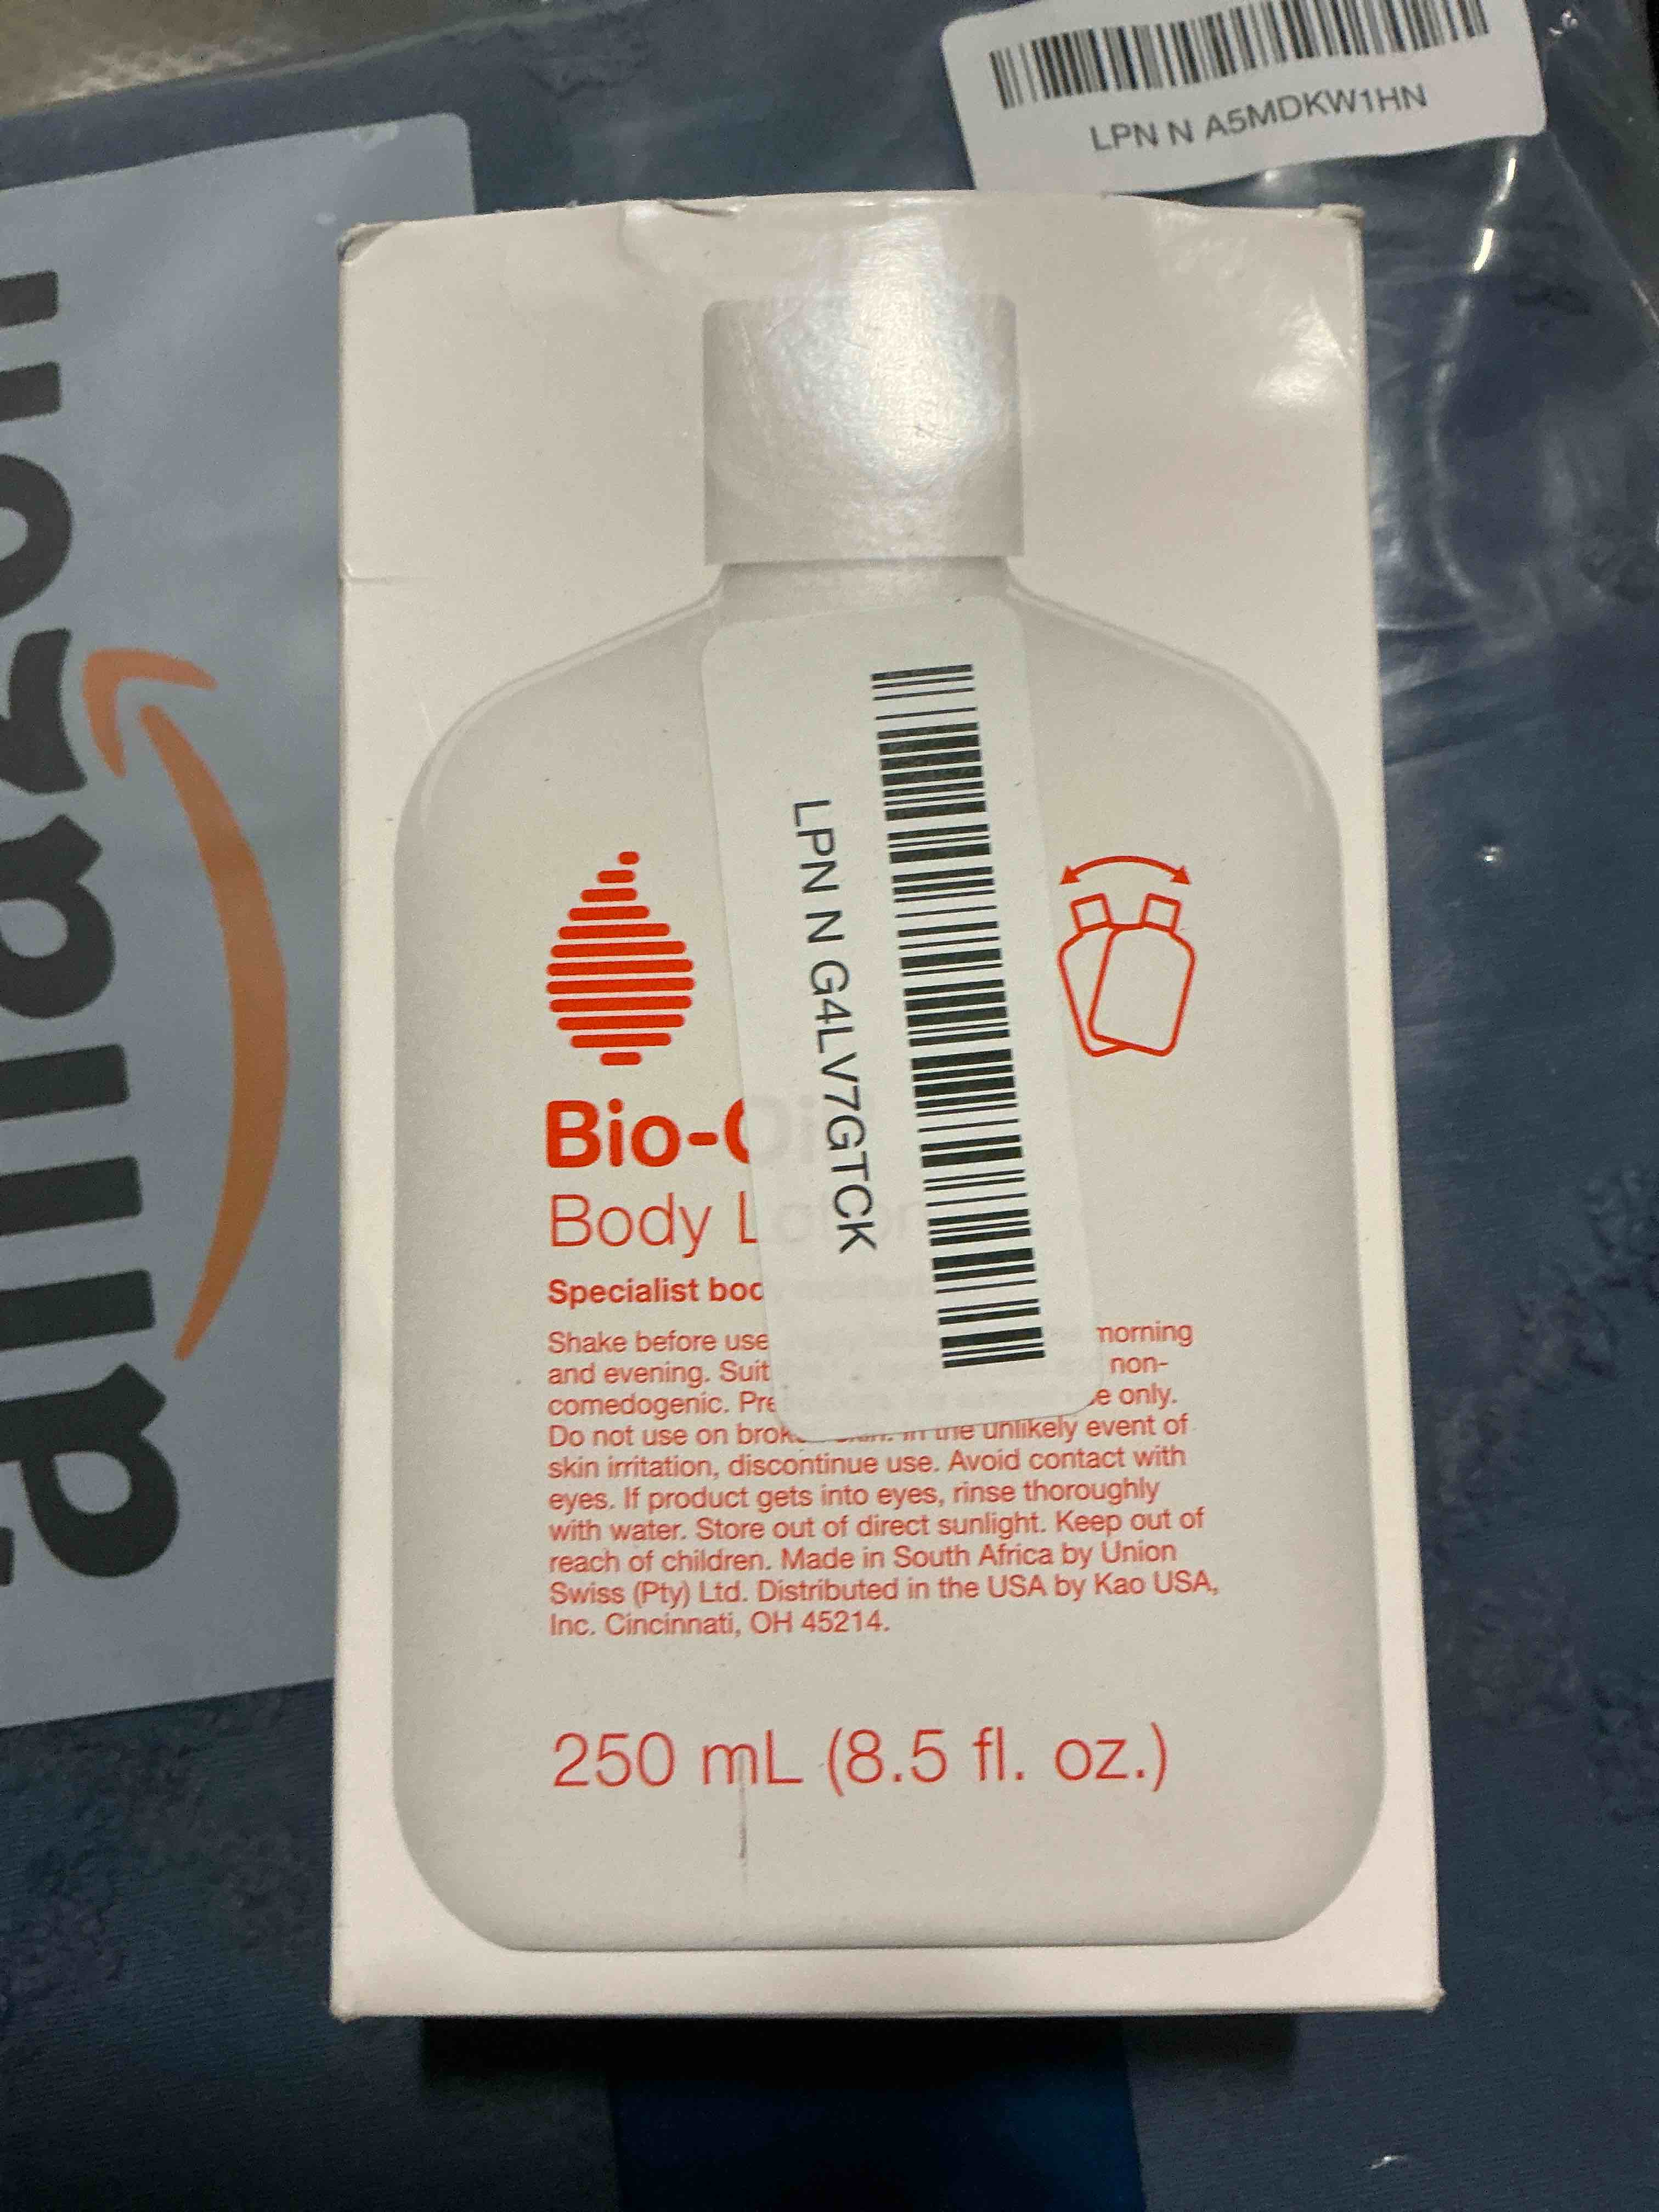 LPN N A5MDKW1HN
amazon
LPN N G4LV7GTCK
Bio-Oil
Body Lotion
Specialist
Shake before use morning
and evening. non-
comedogenic. only.
Do not use on the unlikely event of
skin irritation, discontinue use. Avoid contact with
eyes. If product gets into eyes, rinse thoroughly
with water. Store out of direct sunlight. Keep out of
reach of children. Made in South Africa by Union
Swiss (Pty) Ltd. Distributed in the USA by Kao USA,
Inc. Cincinnati, OH 45214.
250 mL (8.5 fl. oz.)